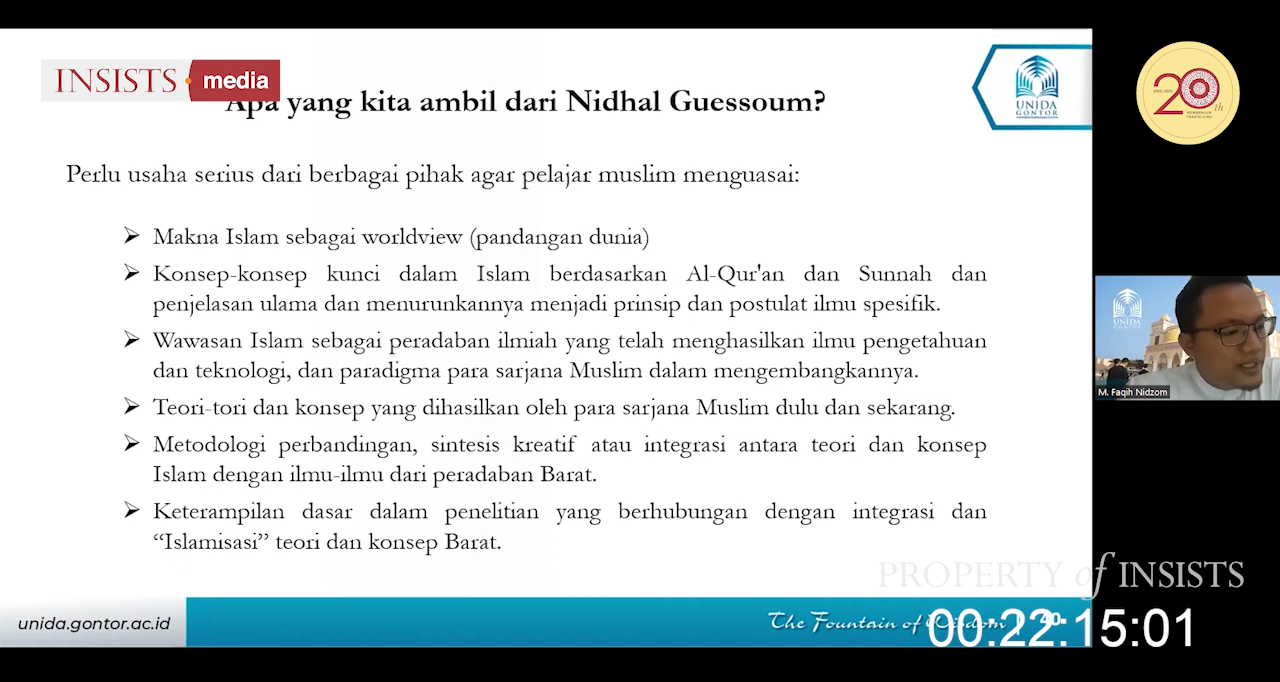 INSISTS media
Apa yang kita ambil dari Nidhal Guessoum?
UNIDA
GONTOR
20th
Perlu usaha serius dari berbagai pihak agar pelajar muslim menguasai:
➢ Makna Islam sebagai worldview (pandangan dunia)
➢ Konsep-konsep kunci dalam Islam berdasarkan Al-Qur'an dan Sunnah dan
penjelasan ulama dan menurunkannya menjadi prinsip dan postulat ilmu spesifik.
➢ Wawasan Islam sebagai peradaban ilmiah yang telah menghasilkan ilmu pengetahuan
dan teknologi, dan paradigma para sarjana Muslim dalam mengembangkannya.
➢ Teori-tori dan konsep yang dihasilkan oleh para sarjana Muslim dulu dan sekarang.
➢ Metodologi perbandingan, sintesis kreatif atau integrasi antara teori dan konsep
Islam dengan ilmu-ilmu dari peradaban Barat.
➢ Keterampilan dasar dalam penelitian yang berhubungan dengan integrasi dan
“Islamisasi” teori dan konsep Barat.
UNIDA
GONTOR
M. Faqih Nidzom
PROPERTY of INSISTS
unida.gontor.ac.id
The Fountain of Wisdom
40
00:22:15:01